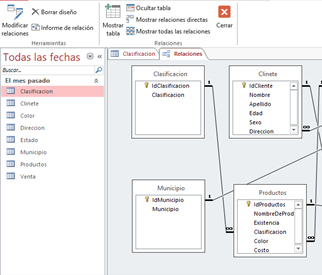 Modificar relaciones
Borrar diseño
Informe de relación
Herramientas
Mostrar tabla
Ocultar tabla
Mostrar relaciones directas
Mostrar todas las relaciones
Cerrar
Relaciones
Todas las fechas
Buscar...
El mes pasado
Clasificacion
Clinete
Color
Direccion
Estado
Municipio
Productos
Venta
Clasificacion
Relaciones
Clasificacion
IdClasificacion
Clasificacion
1
Clinete
IdCliente
Nombre
Apellido
Edad
Sexo
Direccion
1
Municipio
IdMunicipio
Municipio
1
Productos
IdProductos
NombreDeProd
Existencia
Clasificacion
Color
Costo
1
∞
∞